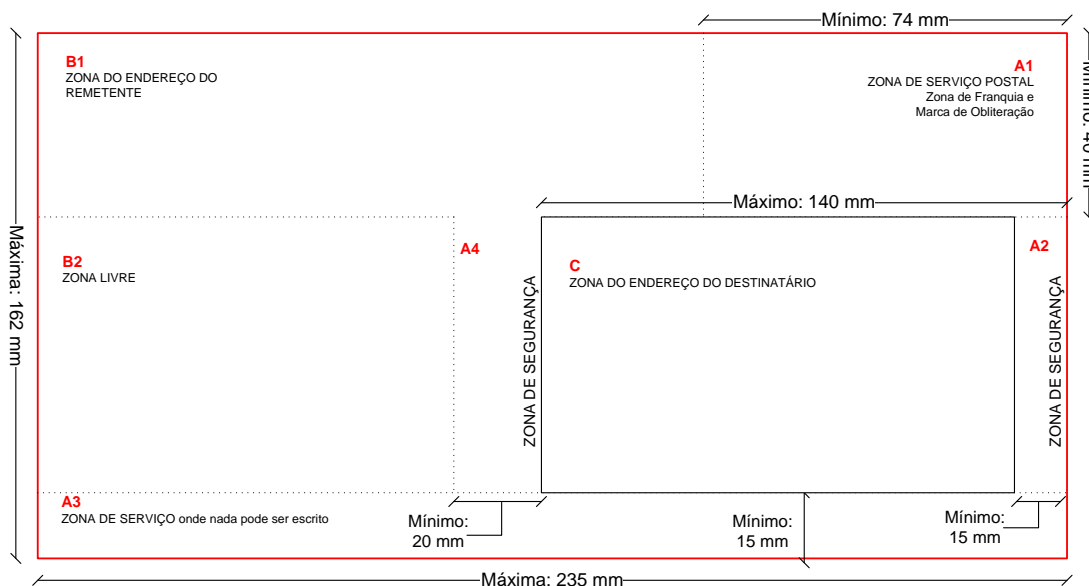 Mínimo: 74 mm
B1
ZONA DO ENDEREÇO DO
REMETENTE
A1
ZONA DE SERVIÇO POSTAL
Zona de Franquia e
Marca de Obliteração
Mínimo: 40 mm
Máximo: 140 mm
Máxima: 162 mm
B2
ZONA LIVRE
A4
ZONA DE SEGURANÇA
C
ZONA DO ENDEREÇO DO DESTINATÁRIO
A2
ZONA DE SEGURANÇA
A3
ZONA DE SERVIÇO onde nada pode ser escrito
Mínimo:
20 mm
Mínimo:
15 mm
Mínimo:
15 mm
Máxima: 235 mm